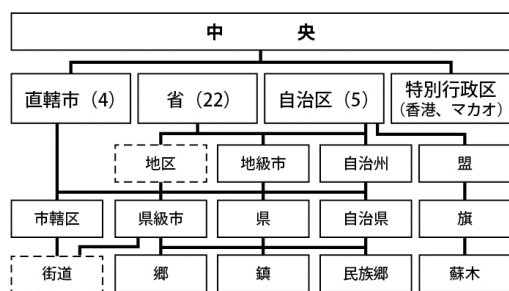 中 央
直轄市（4）
省（22）
自治区（5）
特別行政区
（香港、マカオ）
地区
地級市
自治州
盟
市轄区
県級市
県
自治県
旗
街道
郷
鎮
民族郷
蘇木